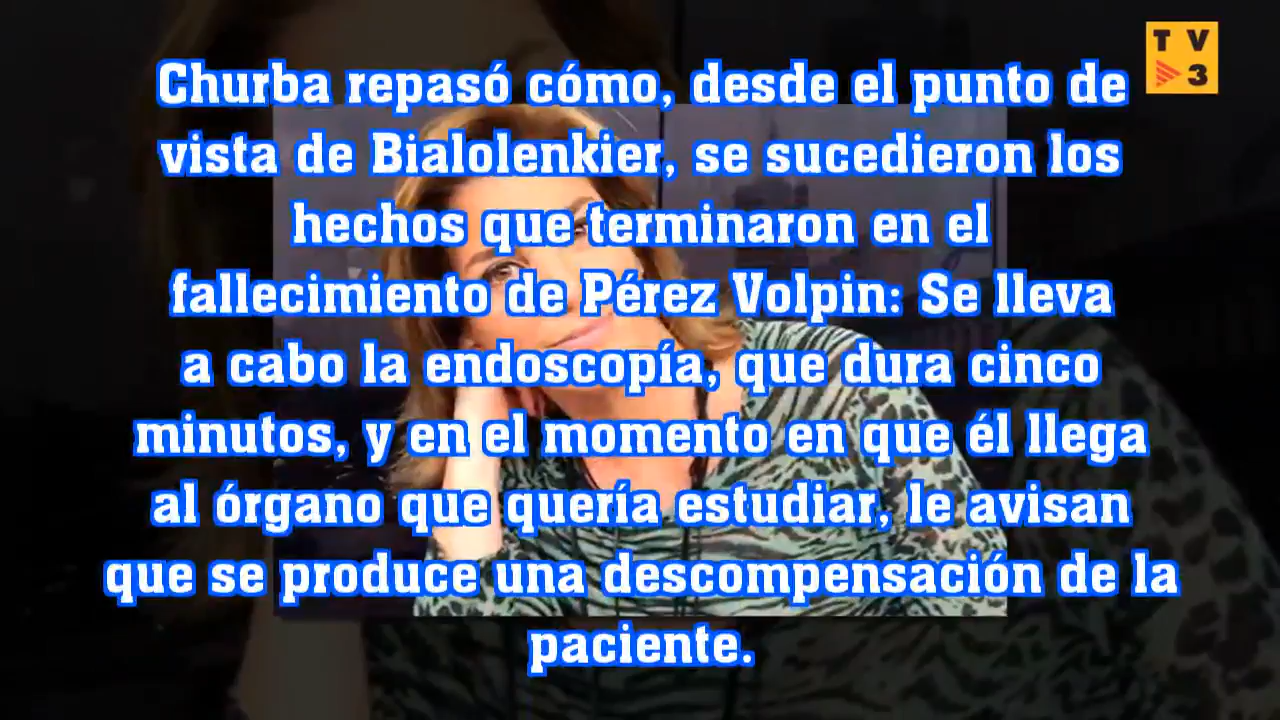 TV
3
Churba repasó cómo, desde el punto de
vista de Bialolenkier, se sucedieron los
hechos que terminaron en el
fallecimiento de Pérez Volpin: Se lleva
a cabo la endoscopía, que dura cinco
minutos, y en el momento en que él llega
al órgano que quería estudiar, le avisan
que se produce una descompensación de la
paciente.